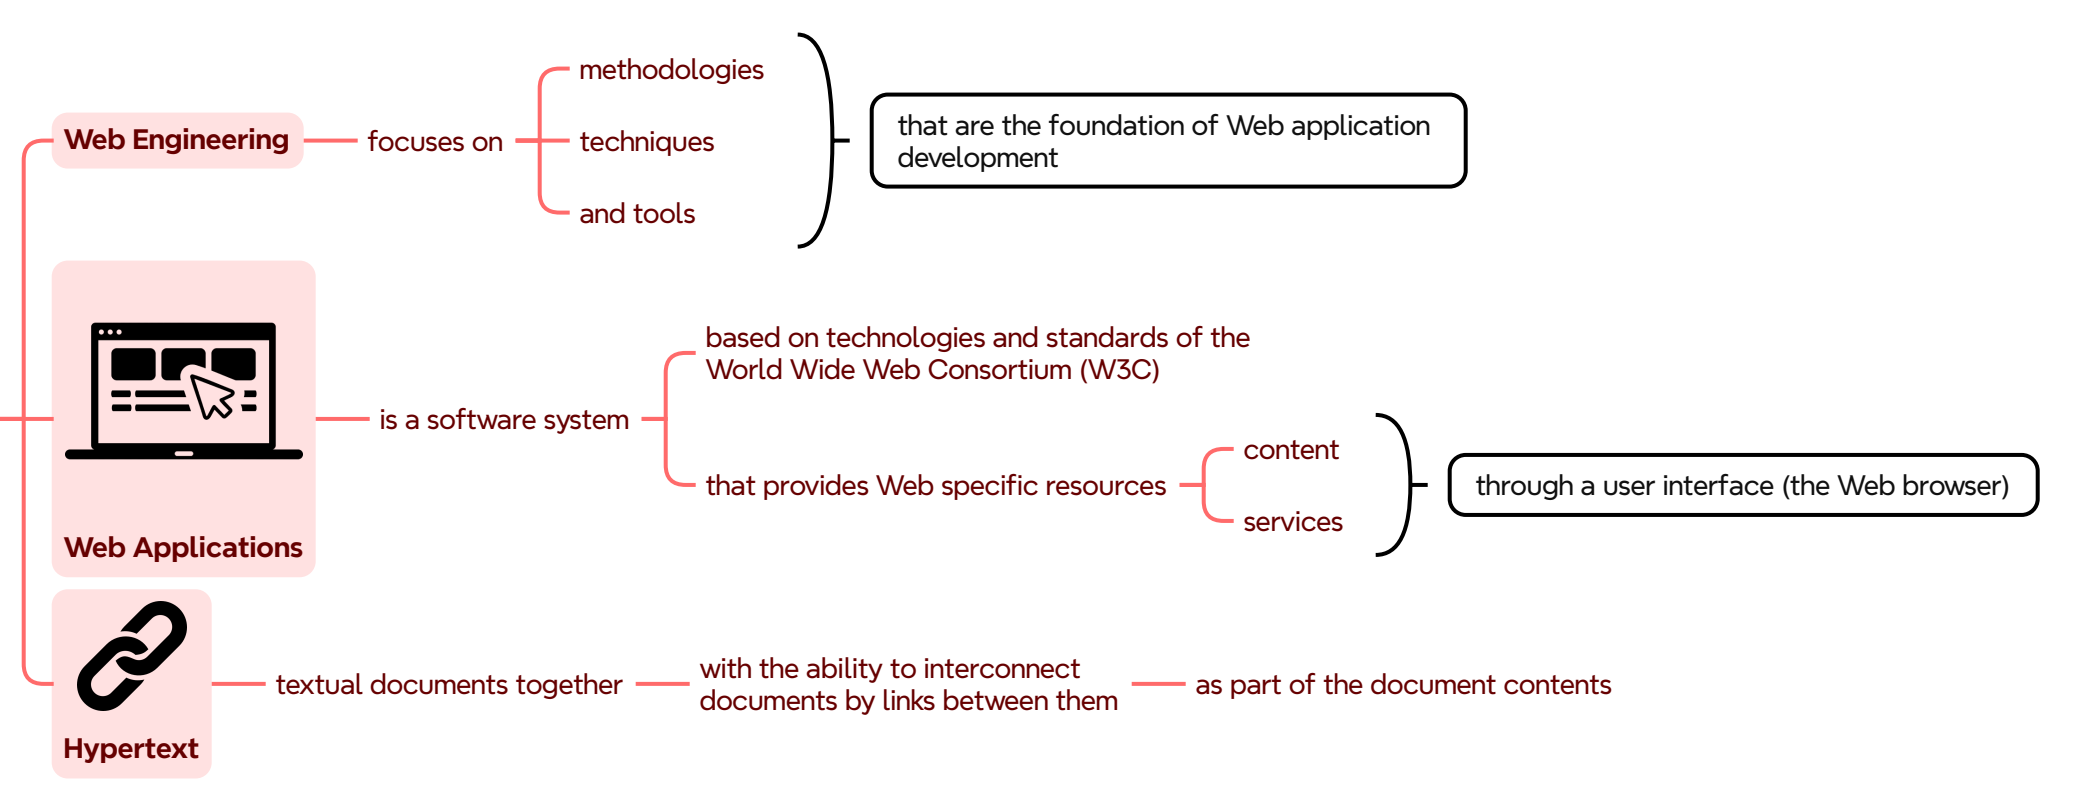 Web Engineering
focuses on
methodologies
techniques
and tools
that are the foundation of Web application
development
Web Applications
is a software system
based on technologies and standards of the
World Wide Web Consortium (W3C)
that provides Web specific resources
content
services
through a user interface (the Web browser)
Hypertext
textual documents together
with the ability to interconnect
documents by links between them
as part of the document contents